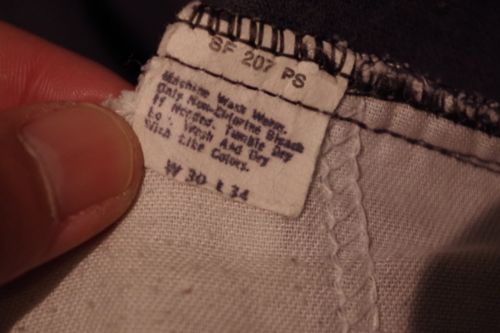 SF 207 PS
Machine Wash Warm.
Only Non-Chlorine Bleach
If Needed. Tumble Dry
Lo . Wash And Dry
With Like Colors.
W 30 L 34